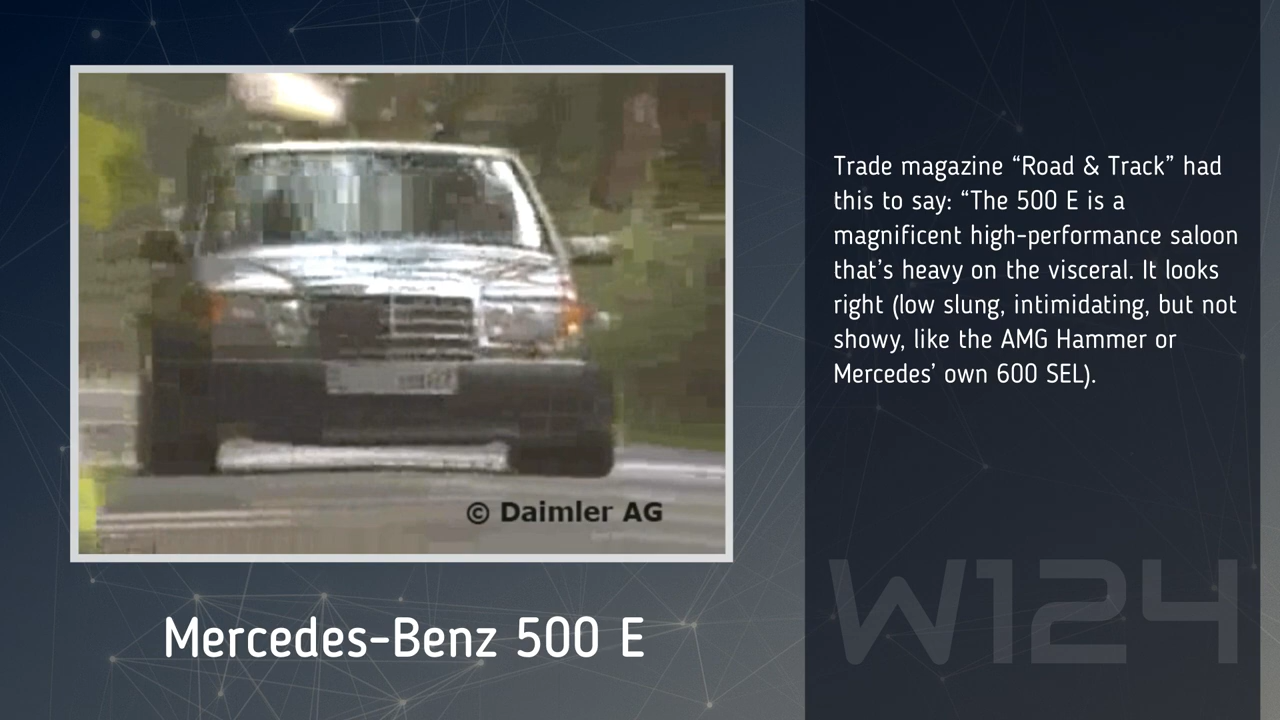 © Daimler AG
Mercedes-Benz 500 E
Trade magazine “Road & Track” had
this to say: “The 500 E is a
magnificent high-performance saloon
that’s heavy on the visceral. It looks
right (low slung, intimidating, but not
showy, like the AMG Hammer or
Mercedes’ own 600 SEL).
W124